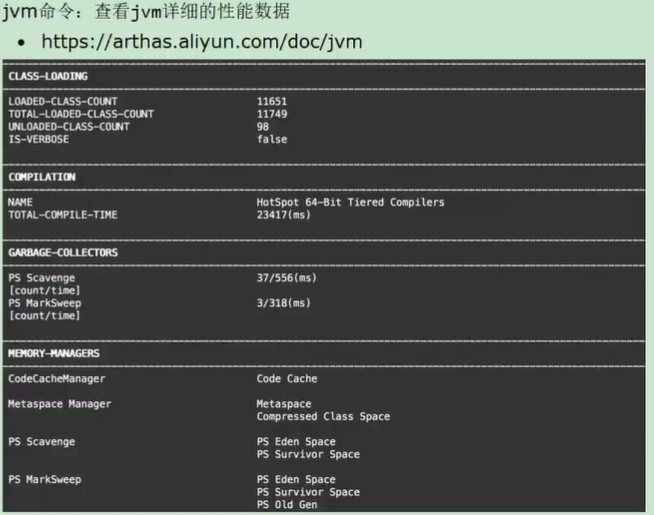 jvm命令：查看jvm详细的性能数据
• https://arthas.aliyun.com/doc/jvm
CLASS-LOADING
LOADED-CLASS-COUNT 11651
TOTAL-LOADED-CLASS-COUNT 11749
UNLOADED-CLASS-COUNT 98
IS-VERBOSE false
COMPILATION
NAME HotSpot 64-Bit Tiered Compilers
TOTAL-COMPILE-TIME 23417(ms)
GARBAGE-COLLECTORS
PS Scavenge 37/556(ms)
[count/time]
PS MarkSweep 3/318(ms)
[count/time]
MEMORY-MANAGERS
CodeCacheManager Code Cache
Metaspace Manager Metaspace
Compressed Class Space
PS Scavenge PS Eden Space
PS Survivor Space
PS MarkSweep PS Eden Space
PS Survivor Space
PS Old Gen